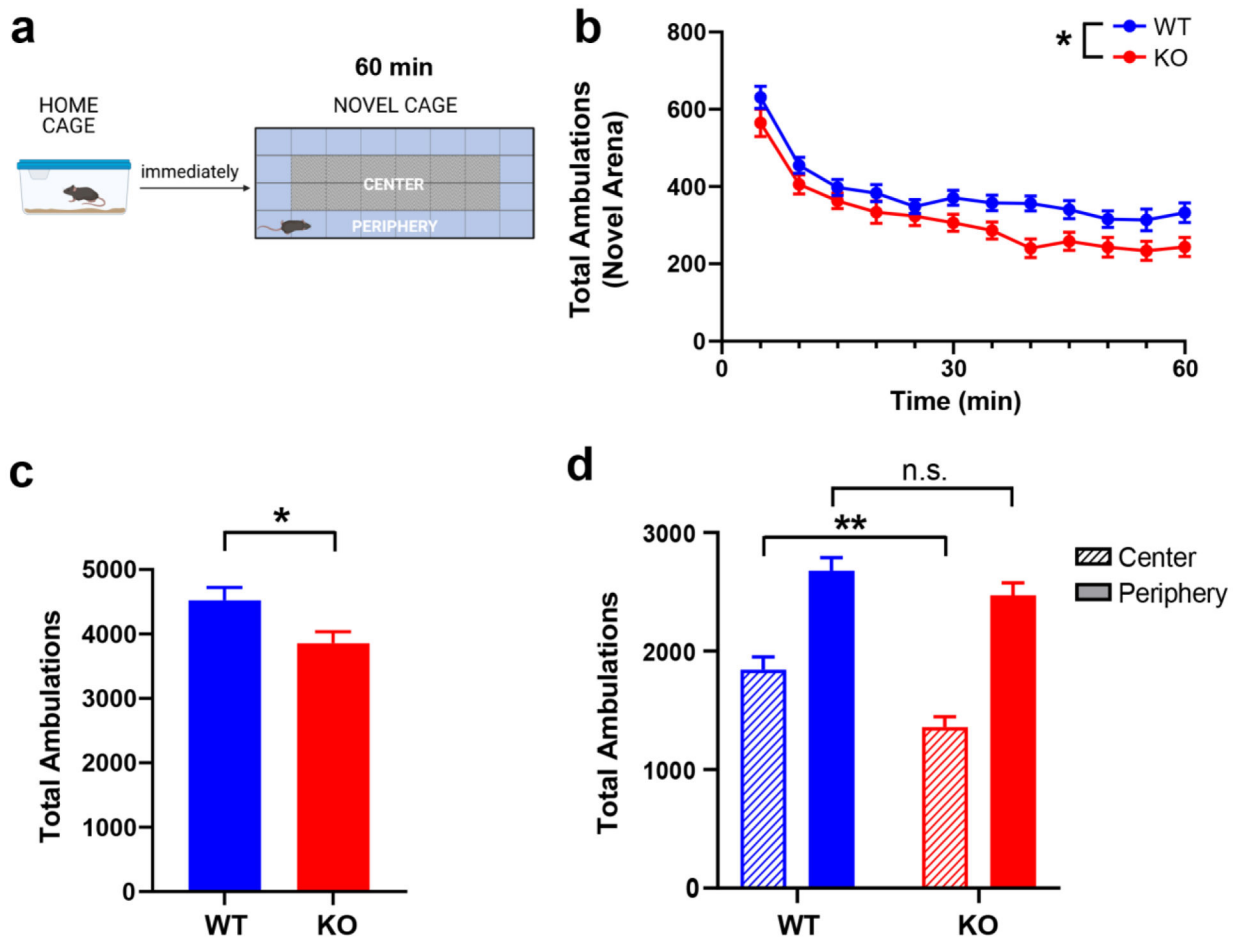 a
60 min
HOME
CAGE
NOVEL CAGE
immediately
CENTER
PERIPHERY
b
Total Ambulations
(Novel Arena)
800
600
400
200
0
0
30
60
Time (min)
*
WT
KO
c
Total Ambulations
5000
4000
3000
2000
1000
0
*
WT
KO
d
Total Ambulations
3000
2000
1000
0
n.s.
**
Center
Periphery
WT
KO